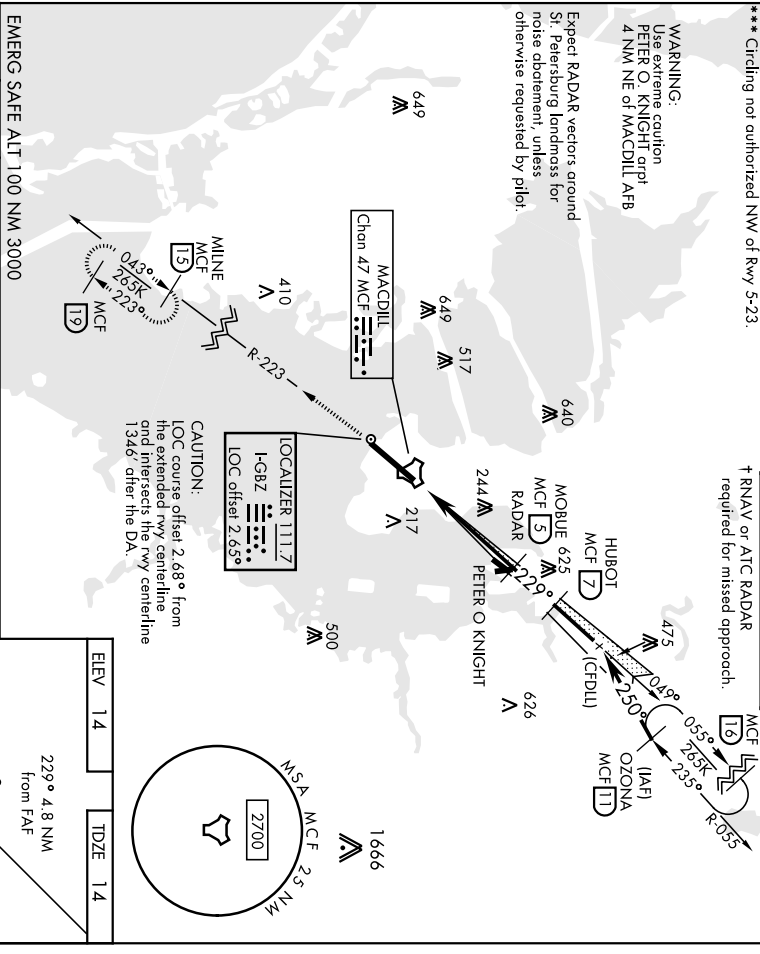 *** Circling not authorized NW of Rwy 5-23.
† RNAV or ATC RADAR
required for missed approach.
WARNING:
Use extreme caution
PETER O. KNIGHT arpt
4 NM NE of MACDILL AFB
Expect RADAR vectors around
St. Petersburg landmass for
noise abatement, unless
otherwise requested by pilot.
MCF
16
055°
265K
235°
R-055
(IAF)
OZONA
MCF 11
049°
250°
475
HUBOT
MCF 7
(CFDLL)
MOBUE
MCF 5
RADAR
625
229°
244
PETER O KNIGHT
626
640
649
649
517
MACDILL
Chan 47 MCF
217
410
R-223
MILNE
MCF
15
043°
265K
223°
MCF
19
LOCALIZER 111.7
I-GBZ
LOC offset 2.65°
CAUTION:
LOC course offset 2.68° from
the extended rwy centerline
and intersects the rwy centerline
1346' after the DA.
500
1666
MSA MCF 25 NM
2700
EMERG SAFE ALT 100 NM 3000
ELEV 14
TDZE 14
229° 4.8 NM
from FAF